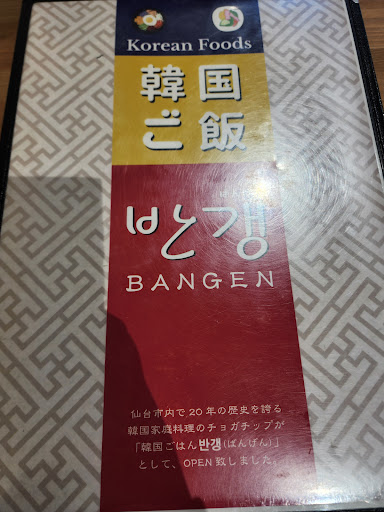 Korean Foods
韓国
ご飯
반갱
BANGEN
仙台市内で20年の歴史を誇る
韓国家庭料理のチョガチップが
「韓国ごはん반갱(ばんげん)」
として、OPEN致しました。